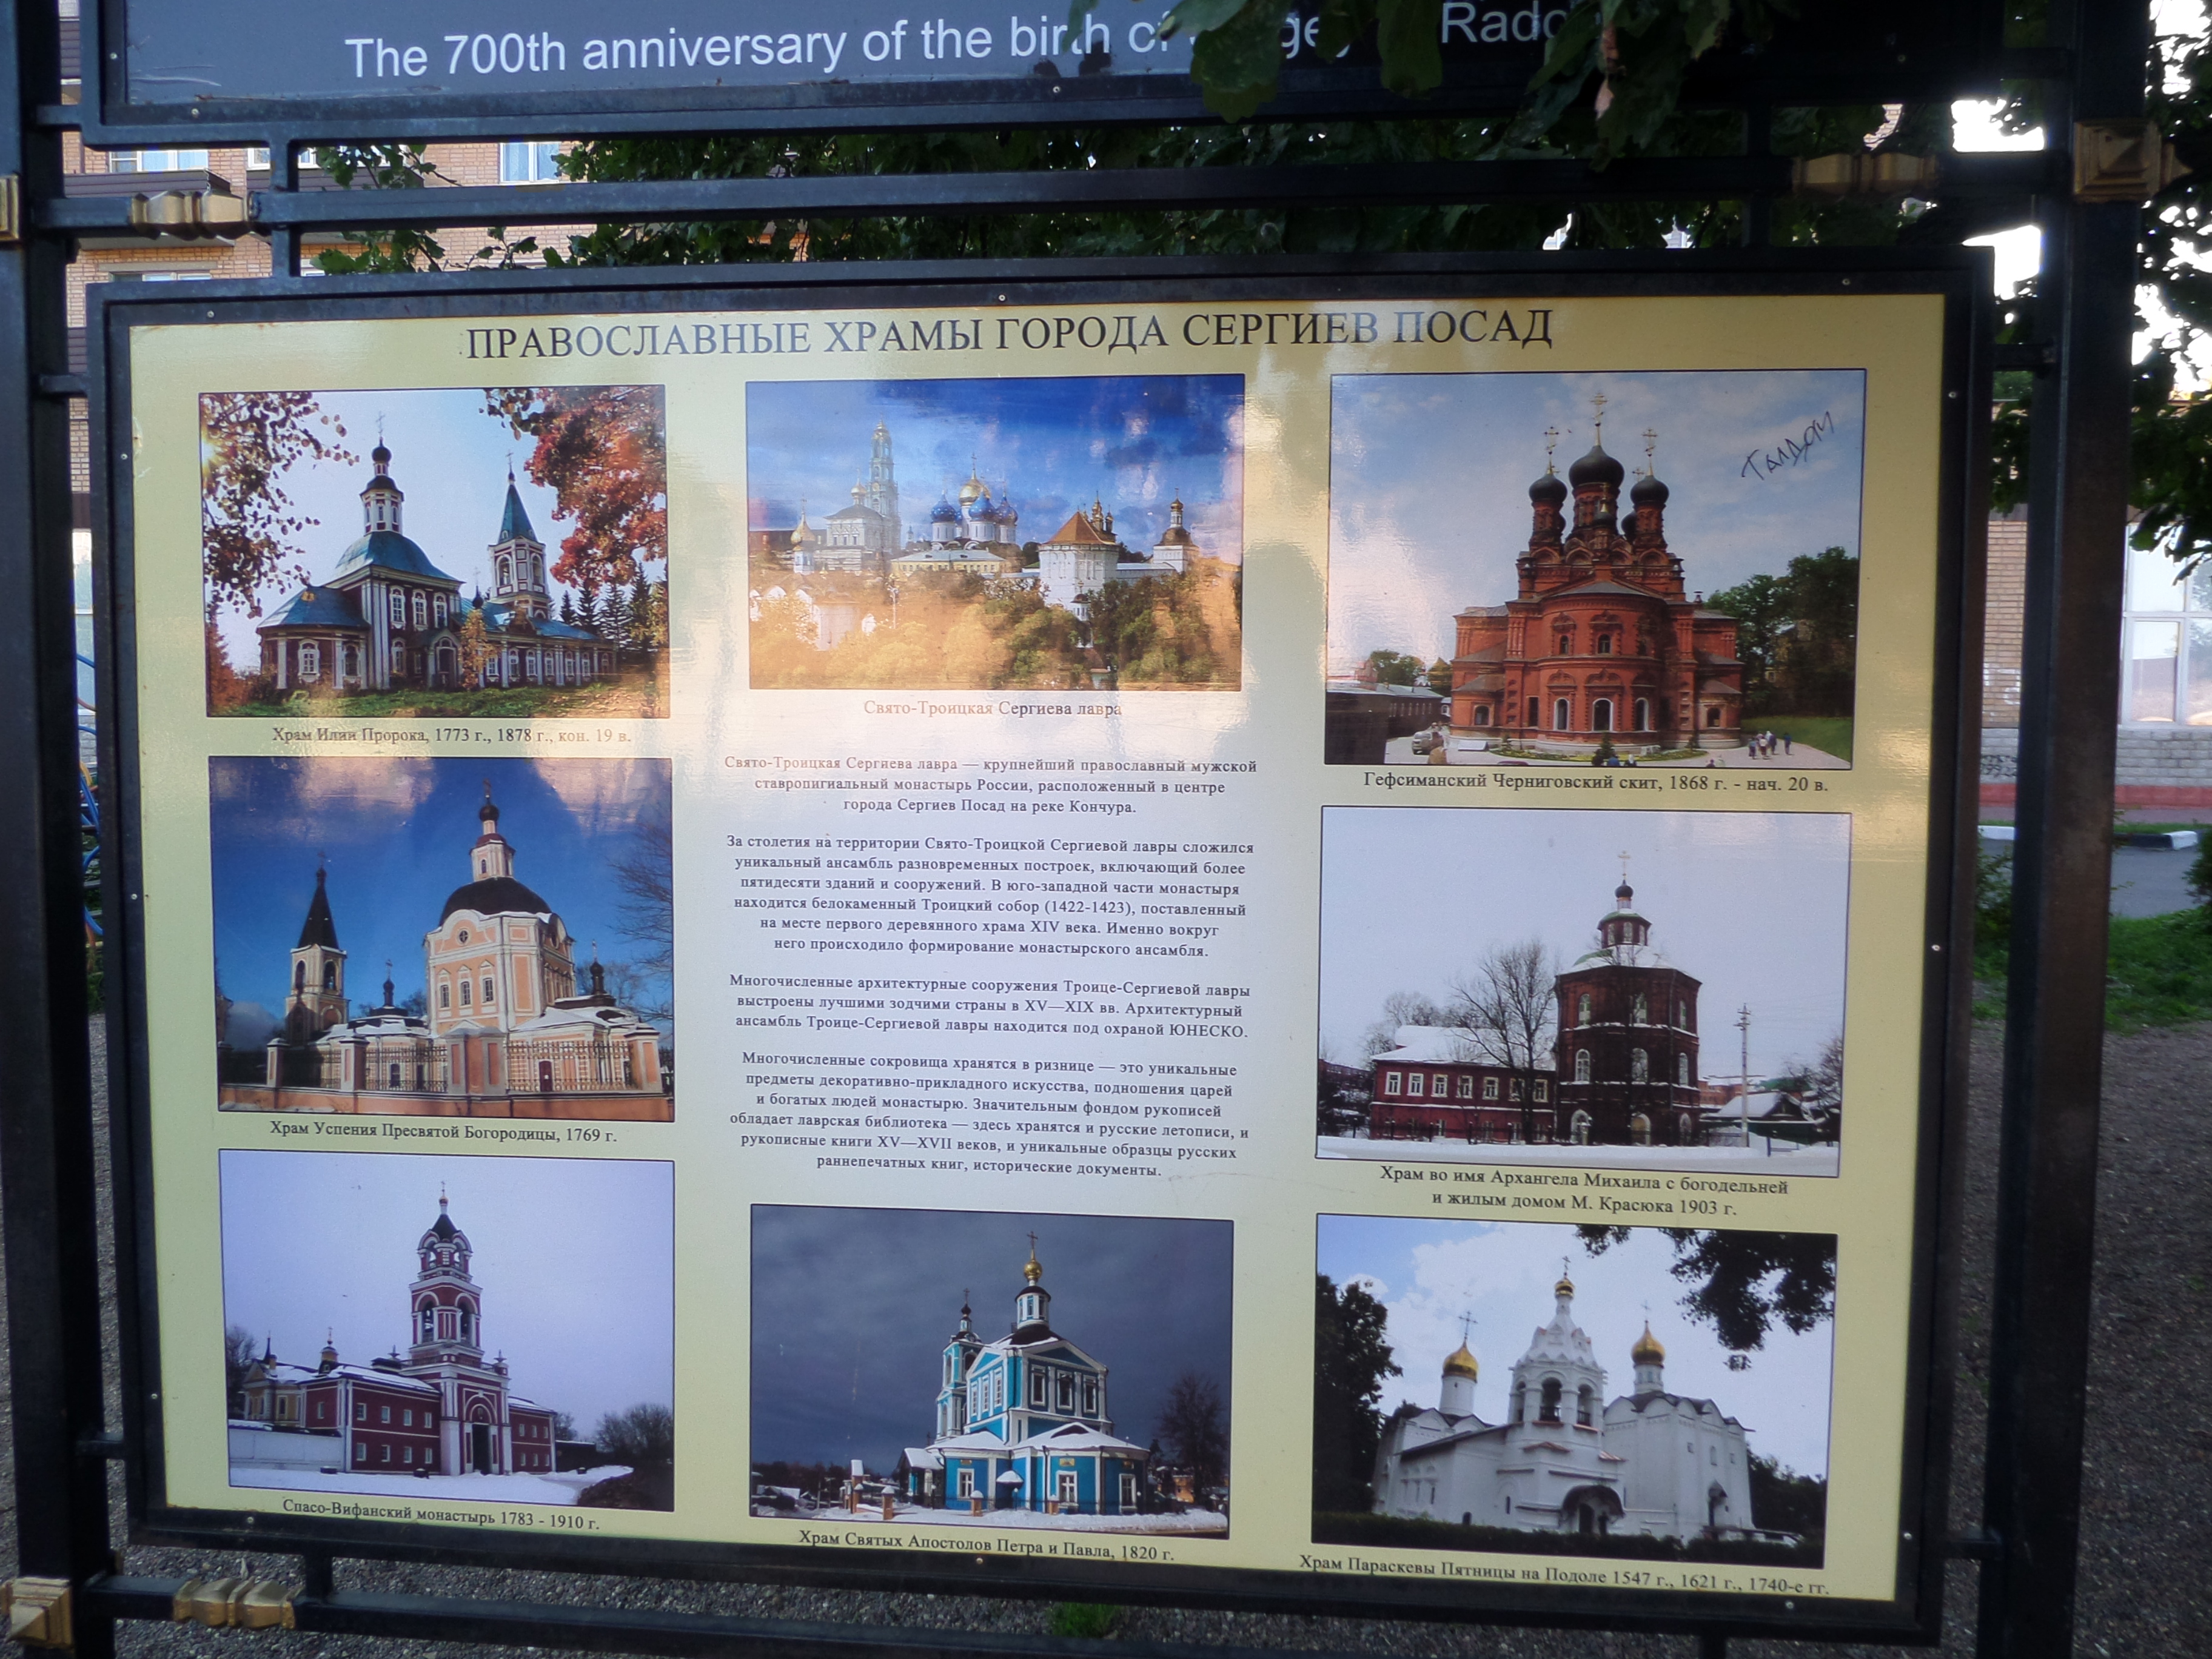 The 700th anniversary of the birth of
ПРАВОСЛАВНЫЕ ХРАМЫ ГОРОДА СЕРГИЕВ ПОСАД
Храм Илии Пророка, 1773 г., 1878 г., кон. 19 в.
Храм Успения Пресвятой Богородицы, 1769 г.
Спасо-Вифанский монастырь 1783 - 1910 г.
Свято-Троицкая Сергиева лавра
Свято-Троицкая Сергиева лавра — крупнейший православный мужской
ставропигиальный монастырь России, расположенный в центре
города Сергиев Посад на реке Кончура.
За столетия на территории Свято-Троицкой Сергиевой лавры сложился
уникальный ансамбль разновременных построек, включающий более
пятидесяти зданий и сооружений. В юго-западной части монастыря
находится белокаменный Троицкий собор (1422-1423), поставленный
на месте первого деревянного храма XIV века. Именно вокруг
него происходило формирование монастырского ансамбля.
Многочисленные архитектурные сооружения Троице-Сергиевой лавры
выстроены лучшими зодчими страны в XV—XIX вв. Архитектурный
ансамбль Троице-Сергиевой лавры находится под охраной ЮНЕСКО.
Многочисленные сокровища хранятся в ризнице — это уникальные
предметы декоративно-прикладного искусства, подношения царей
и богатых людей монастырю. Значительным фондом рукописей
обладает лаврская библиотека — здесь хранятся и русские летописи, и
рукописные книги XV—XVII веков, и уникальные образцы русских
раннепечатных книг, исторические документы.
Храм Святых Апостолов Петра и Павла, 1820 г.
Талдом
Гефсиманский Черниговский скит, 1868 г. - нач. 20 в.
Храм во имя Архангела Михаила с богодельней
и жилым домом М. Красюка 1903 г.
Храм Параскевы Пятницы на Подоле 1547 г., 1621 г., 1740-е гг.